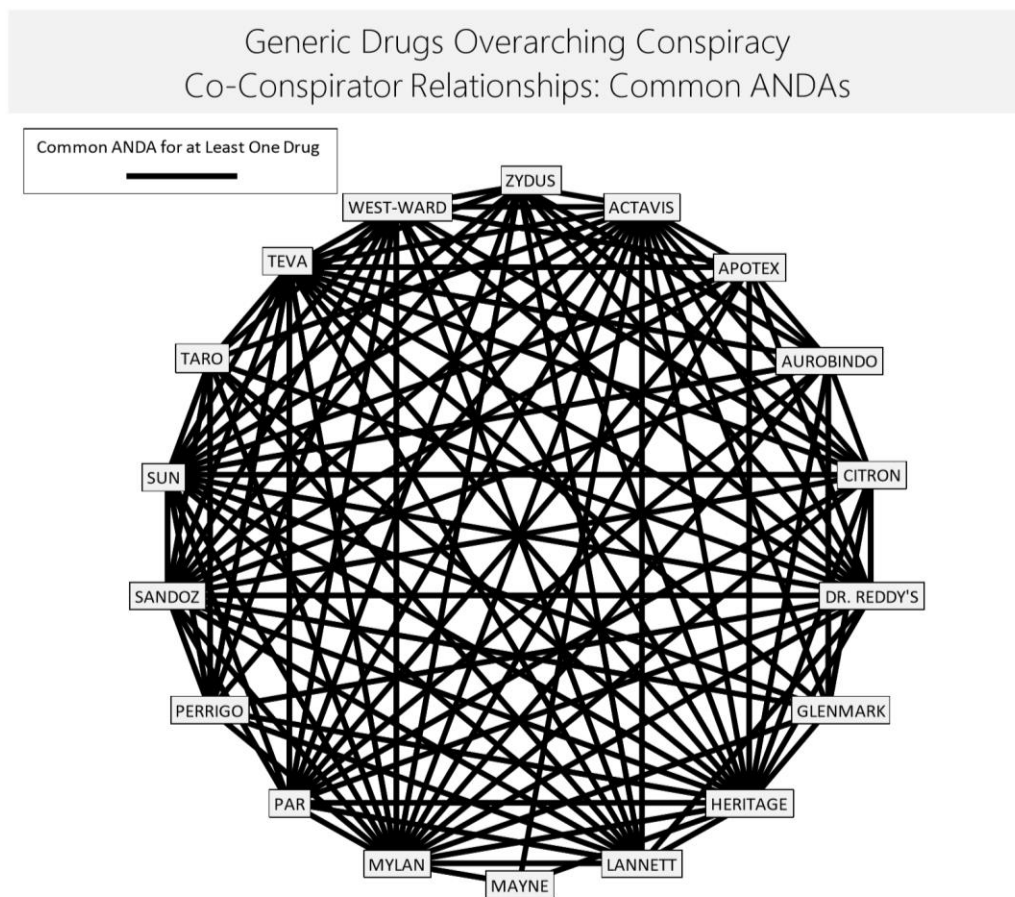 Generic Drugs Overarching Conspiracy
Co-Conspirator Relationships: Common ANDAs
Common ANDA for at Least One Drug
ZYDUS
WEST-WARD
ACTAVIS
TEVA
APOTEX
TARO
AUROBINDO
SUN
CITRON
SANDOZ
DR. REDDY'S
PERRIGO
GLENMARK
PAR
HERITAGE
MYLAN
LANNETT
MAYNE